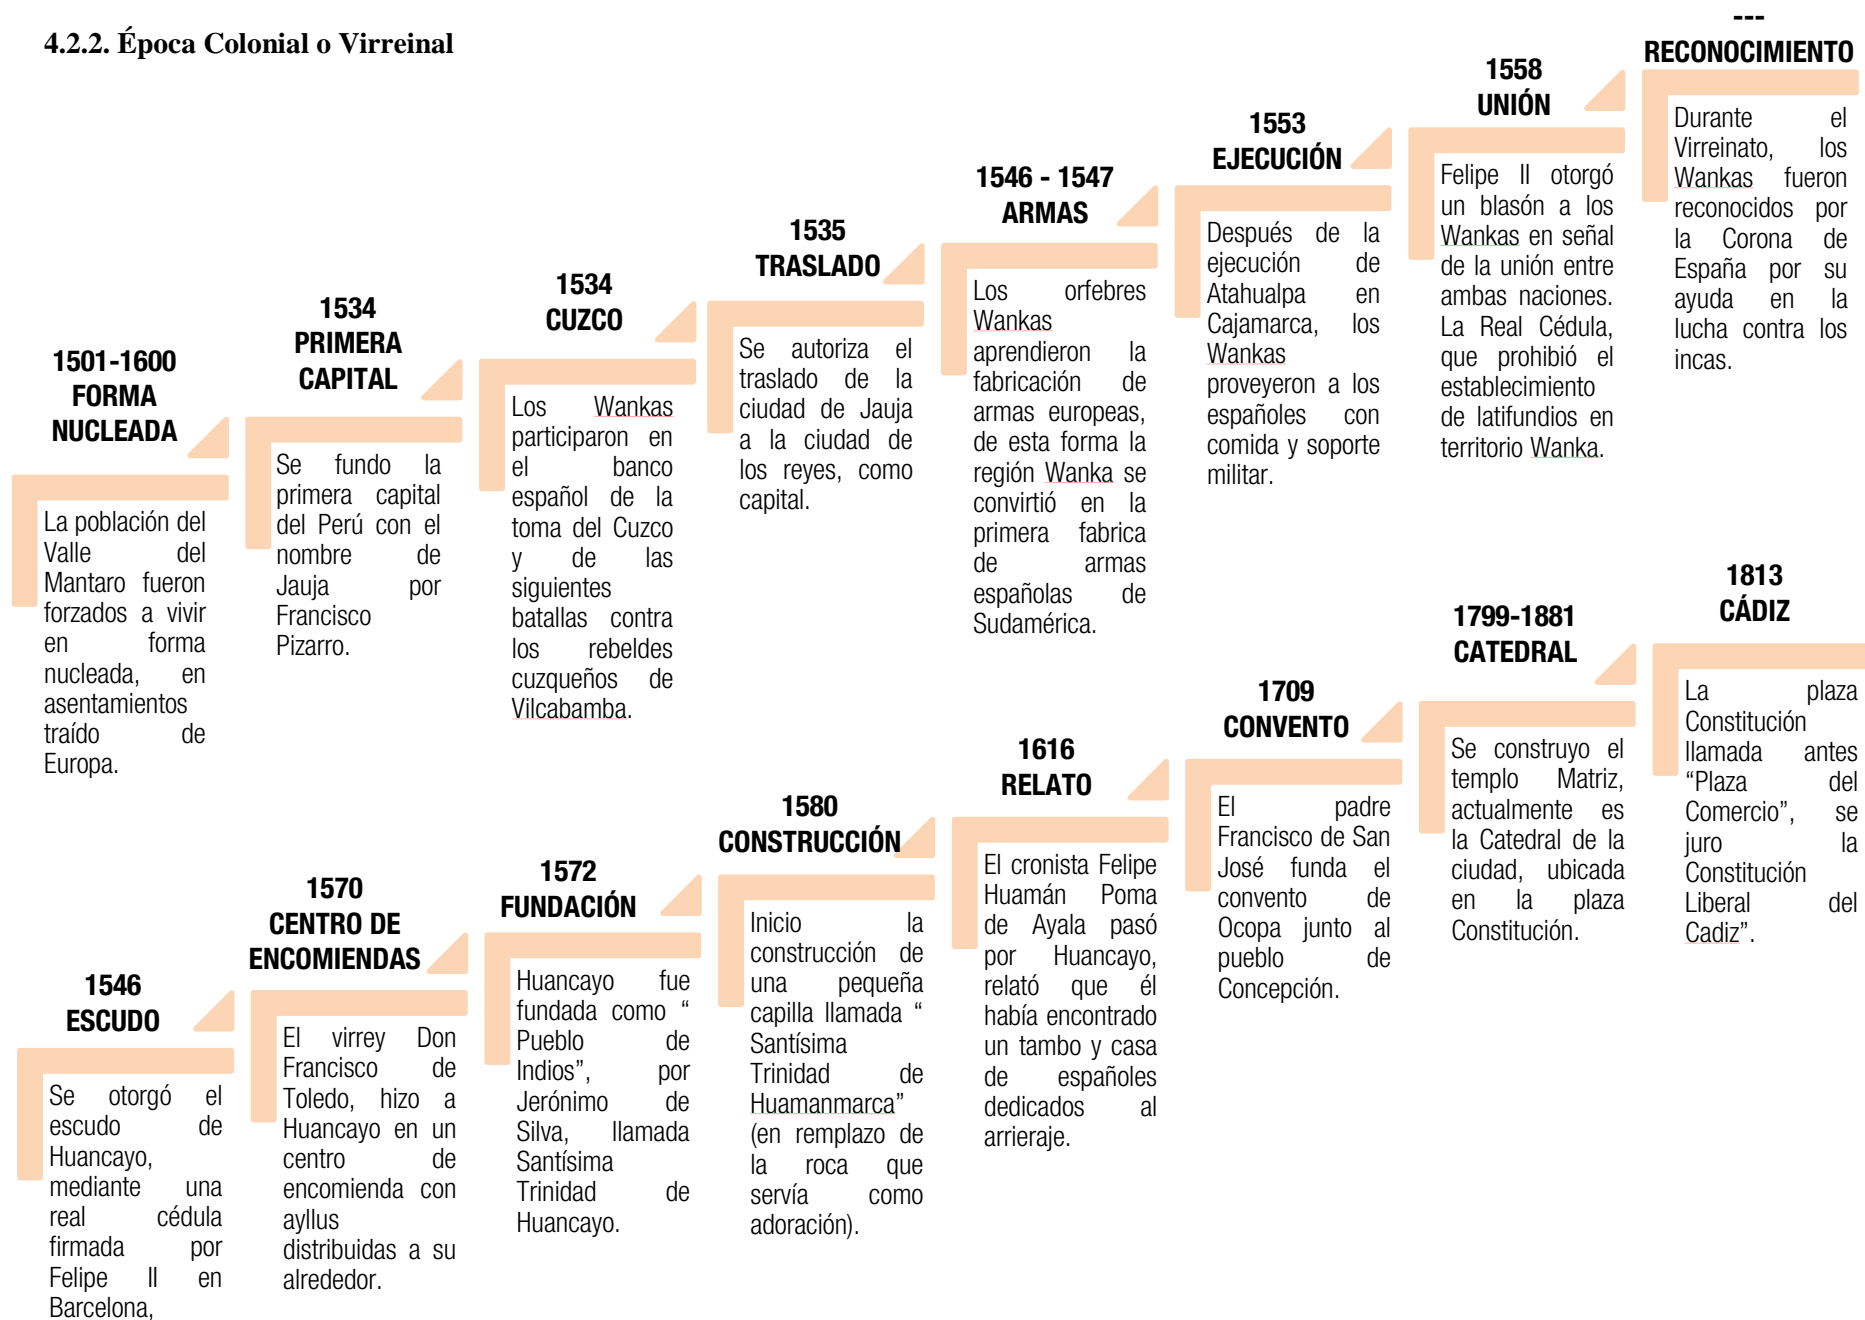 4.2.2. Época Colonial o Virreinal
1501-1600
FORMA
NUCLEADA
La población del
Valle del
Mantaro fueron
forzados a vivir
en forma
nucleada, en
asentamientos
traído de
Europa.
1534
PRIMERA
CAPITAL
Se fundo la
primera capital
del Perú con el
nombre de
Jauja por
Francisco
Pizarro.
1534
CUZCO
Los Wankas
participaron en
el banco
español de la
toma del Cuzco
y de las
siguientes
batallas contra
los rebeldes
cuzqueños de
Vilcabamba.
1535
TRASLADO
Se autoriza el
traslado de la
ciudad de Jauja
a la ciudad de
los reyes, como
capital.
1546 - 1547
ARMAS
Los orfebres
Wankas
aprendieron la
fabricación de
armas europeas,
de esta forma la
región Wanka se
convirtió en la
primera fabrica
de armas
españolas de
Sudamérica.
1553
EJECUCIÓN
Después de la
ejecución de
Atahualpa en
Cajamarca, los
Wankas
proveyeron a los
españoles con
comida y soporte
militar.
1558
UNIÓN
Felipe II otorgó
un blasón a los
Wankas en señal
de la unión entre
ambas naciones.
La Real Cédula,
que prohibió el
establecimiento
de latifundios en
territorio Wanka.
---
RECONOCIMIENTO
Durante el
Virreinato, los
Wankas fueron
reconocidos por
la Corona de
España por su
ayuda en la
lucha contra los
incas.
1546
ESCUDO
Se otorgó el
escudo de
Huancayo,
mediante una
real cédula
firmada por
Felipe II en
Barcelona,
1570
CENTRO DE
ENCOMIENDAS
El virrey Don
Francisco de
Toledo, hizo a
Huancayo en un
centro de
encomienda con
ayllus
distribuidas a su
alrededor.
1572
FUNDACIÓN
Huancayo fue
fundada como “
Pueblo de
Indios”, por
Jerónimo de
Silva, llamada
Santísima
Trinidad de
Huancayo.
1580
CONSTRUCCIÓN
Inicio la
construcción de
una pequeña
capilla llamada “
Santísima
Trinidad de
Huamanmarca”
(en remplazo de
la roca que
servía como
adoración).
1616
RELATO
El cronista Felipe
Huamán Poma
de Ayala pasó
por Huancayo,
relató que él
había encontrado
un tambo y casa
de españoles
dedicados al
arrieraje.
1709
CONVENTO
El padre
Francisco de San
José funda el
convento de
Ocopa junto al
pueblo de
Concepción.
1799-1881
CATEDRAL
Se construyo el
templo Matriz,
actualmente es
la Catedral de la
ciudad, ubicada
en la plaza
Constitución.
1813
CÁDIZ
La plaza
Constitución
llamada antes
“Plaza del
Comercio”, se
juro la
Constitución
Liberal del
Cadiz”.